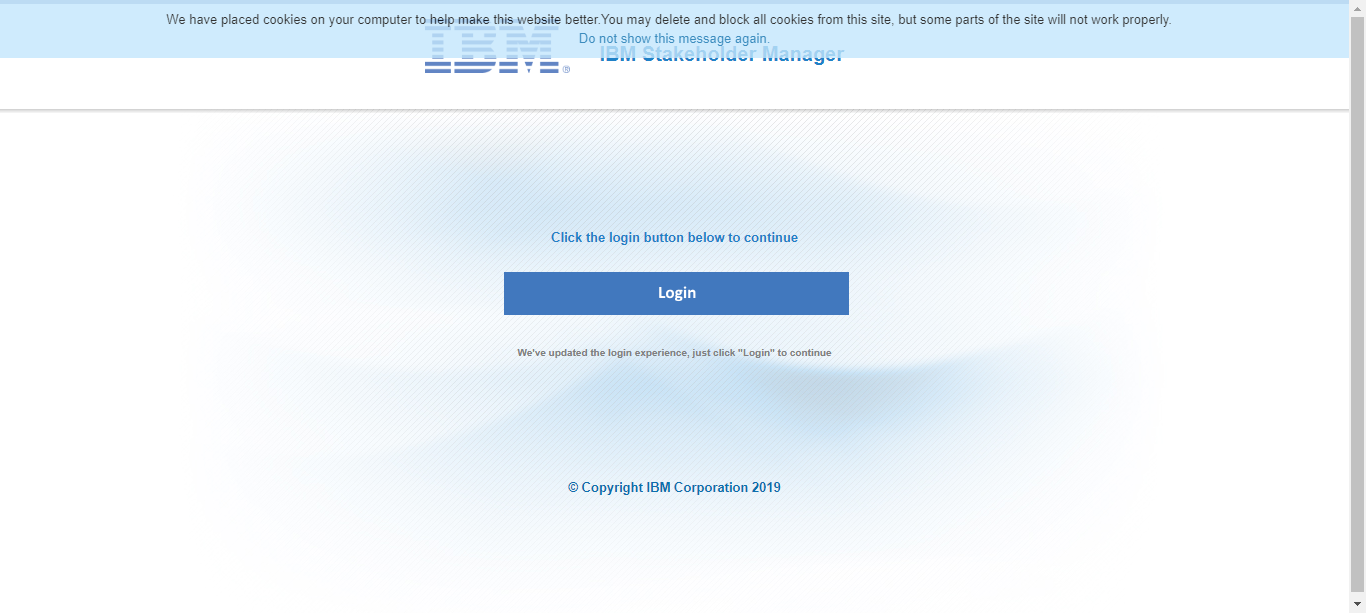 We have placed cookies on your computer to help make this website better.You may delete and block all cookies from this site, but some parts of the site will not work properly.
Do not show this message again.
IBM®
IBM Stakeholder Manager
Click the login button below to continue
Login
We've updated the login experience, just click "Login" to continue
© Copyright IBM Corporation 2019